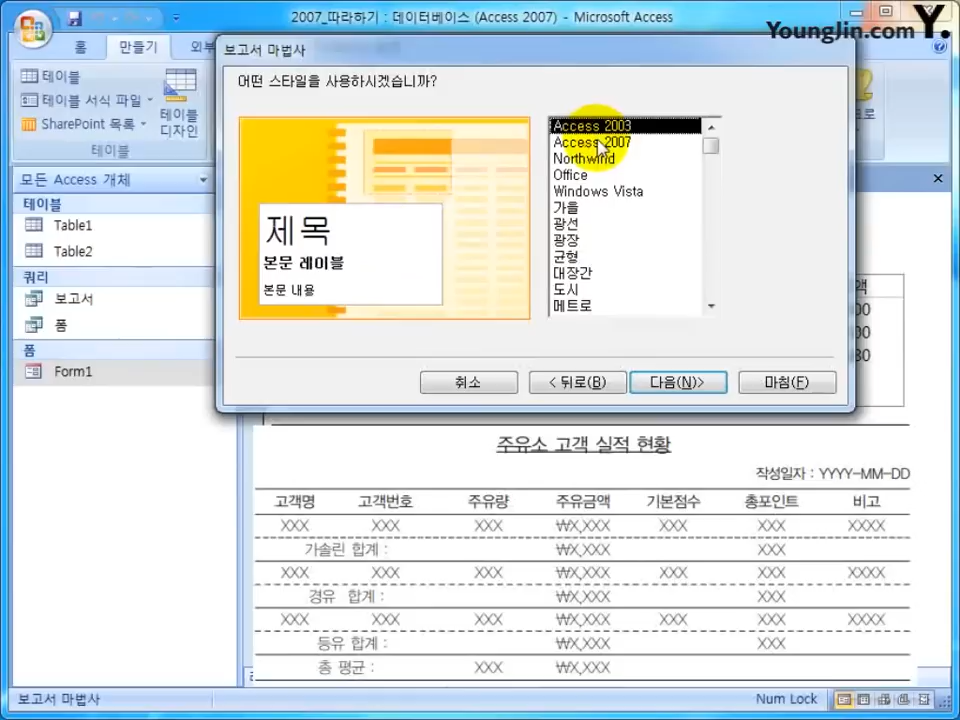 2007_따라하기 : 데이터베이스 (Access 2007) - Microsoft Access
YoungJin.com Y.
홈 만들기 외부
테이블
테이블 서식 파일
SharePoint 목록
테이블
디자인
테이블
모든 Access 개체
테이블
Table1
Table2
쿼리
보고서
폼
폼
Form1
보고서 마법사
어떤 스타일을 사용하시겠습니까?
제목
본문 레이블
본문 내용
Access 2003
Access 2007
Northwind
Office
Windows Vista
가을
광선
광장
균형
대장간
도시
메트로
취소 < 뒤로(B) 다음(N)> 마침(F)
로
액
00
00
80
주유소 고객 실적 현황
작성일자 : YYYY-MM-DD
고객명 고객번호 주유량 주유금액 기본점수 총포인트 비고
XXX XXX XXX ₩X,XXX XXX XXX XXXX
가솔린 합계 : ₩X,XXX XXX
XXX XXX XXX ₩X,XXX XXX XXX XXXX
경유 합계 : ₩X,XXX XXX
XXX XXX XXX ₩X,XXX XXX XXX XXXX
등유 합계 : ₩X,XXX XXX
총 평균 : XXX ₩X,XXX XXX
보고서 마법사 Num Lock